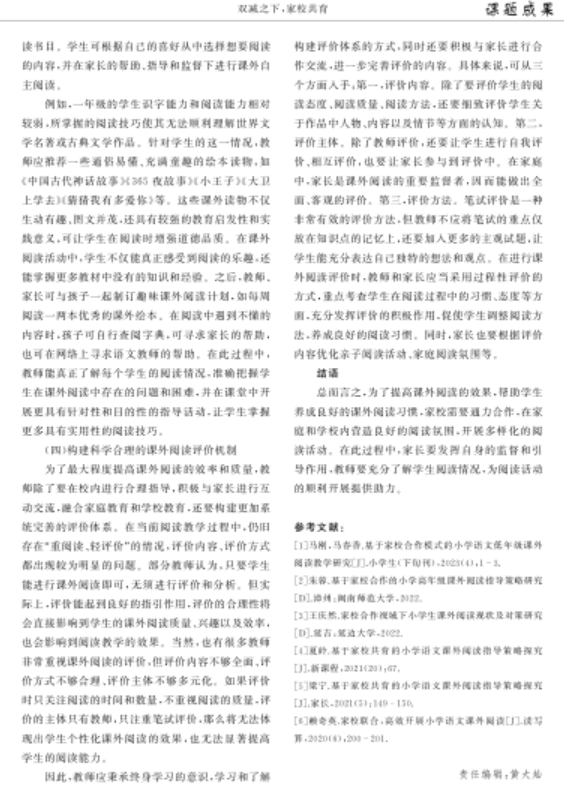 双减之下，家校共育
课题成果
读书目。学生可根据自己的喜好从中选择想要阅读
的内容，并在家长的帮助、指导和监督下进行课外自
主阅读。
例如，一年级的学生识字能力和阅读能力相对
较弱，所掌握的阅读技巧使其无法顺利理解世界文
学名著或古典文学作品。针对学生的这一情况，教
师应推荐一些通俗易懂、充满童趣的绘本读物，如
《中国古代神话故事》《365夜故事》《小王子》《大卫
上学去》《猜猜我有多爱你》等。这些课外读物不仅
生动有趣、图文并茂，还具有较强的教育启发性和实
践意义，可让学生在阅读时增强道德品质。在课外
阅读活动中，学生不仅能真正感受到阅读的乐趣，还
能掌握更多教材中没有的知识和经验。之后，教师、
家长可与孩子一起制订趣味课外阅读计划，如每周
阅读一两本优秀的课外绘本。在阅读中遇到不懂的
内容时，孩子可自行查阅字典，可寻求家长的帮助，
也可在网络上寻求语文教师的帮助。在此过程中，
教师能真正了解每个学生的阅读情况，准确把握学
生在课外阅读中存在的问题和困难，并在课堂中开
展更具有针对性和目的性的指导活动，让学生掌握
更多具有实用性的阅读技巧。
（四）构建科学合理的课外阅读评价机制
为了最大程度提高课外阅读的效率和质量，教
师除了要在校内进行合理指导，积极与家长进行互
动交流，融合家庭教育和学校教育，还要构建更加系
统完善的评价体系。在当前阅读教学过程中，仍旧
存在“重阅读、轻评价”的情况，评价内容、评价方式
都出现较为明显的问题。部分教师认为，只要学生
能进行课外阅读即可，无须进行评价和分析。但实
际上，评价能起到良好的指引作用，评价的合理性将
会直接影响到学生的课外阅读质量、兴趣以及效率，
也会影响到阅读教学的效果。当然，也有很多教师
非常重视课外阅读的评价，但评价内容不够全面、评
价方式不够合理、评价主体不够多元化。如果评价
时只关注阅读的时间和数量，不重视阅读的质量，评
价的主体只有教师，只注重笔试评价，那么将无法体
现出学生个性化课外阅读的效果，也无法显著提高
学生的阅读能力。
因此，教师应秉承终身学习的意识，学习和了解
构建评价体系的方式，同时还要积极与家长进行合
作交流，进一步完善评价的内容。具体来说，可从三
个方面入手：第一，评价内容。除了要评价学生的阅
读态度、阅读质量、阅读方法，还要细致评价学生关
于作品中人物、内容以及情节等方面的认知。第二，
评价主体。除了教师评价，还要让学生进行自我评
价、相互评价，也要让家长参与到评价中。在家庭
中，家长是课外阅读的重要监督者，因而能做出全
面、客观的评价。第三，评价方法。笔试评价是一种
非常有效的评价方法，但教师不应将笔试的重点仅
放在知识点的记忆上，还要加入更多的主观试题，让
学生能充分表达自己独特的想法和观点。在进行课
外阅读评价时，教师和家长应当采用过程性评价的
方式，重点考查学生在阅读过程中的习惯、态度等方
面，充分发挥评价的积极作用，促使学生调整阅读方
法，养成良好的阅读习惯。同时，家长也要根据评价
内容优化亲子阅读活动、家庭阅读氛围等。
结语
总而言之，为了提高课外阅读的效果，帮助学生
养成良好的课外阅读习惯，家校需要通力合作，在家
庭和学校内营造良好的阅读氛围，开展多样化的阅
读活动。在此过程中，家长要发挥自身的监督和引
导作用，教师要充分了解学生阅读情况，为阅读活动
的顺利开展提供助力。
参考文献：
[1]马刚，马春香.基于家校合作模式的小学语文低年级课外
阅读教学研究[J].小学生（下旬刊），2023(4)，1-3.
[2]朱蓉.基于家校合作的小学高年级课外阅读指导策略研究
[D].漳州：闽南师范大学，2022.
[3]王庆然.家校合作视域下小学生课外阅读现状及对策研究
[D].延吉：延边大学，2022.
[4]夏岭.基于家校共育的小学语文课外阅读指导策略探究
[J].新课程，2021(20)：67.
[5]梁宁.基于家校共育的小学语文课外阅读指导策略探究
[J].家长，2021(5)：149-150.
[6]赖奇英.家校联合，高效开展小学语文课外阅读[J].读写
算，2020(8)，200-201.
责任编辑：黄大灿